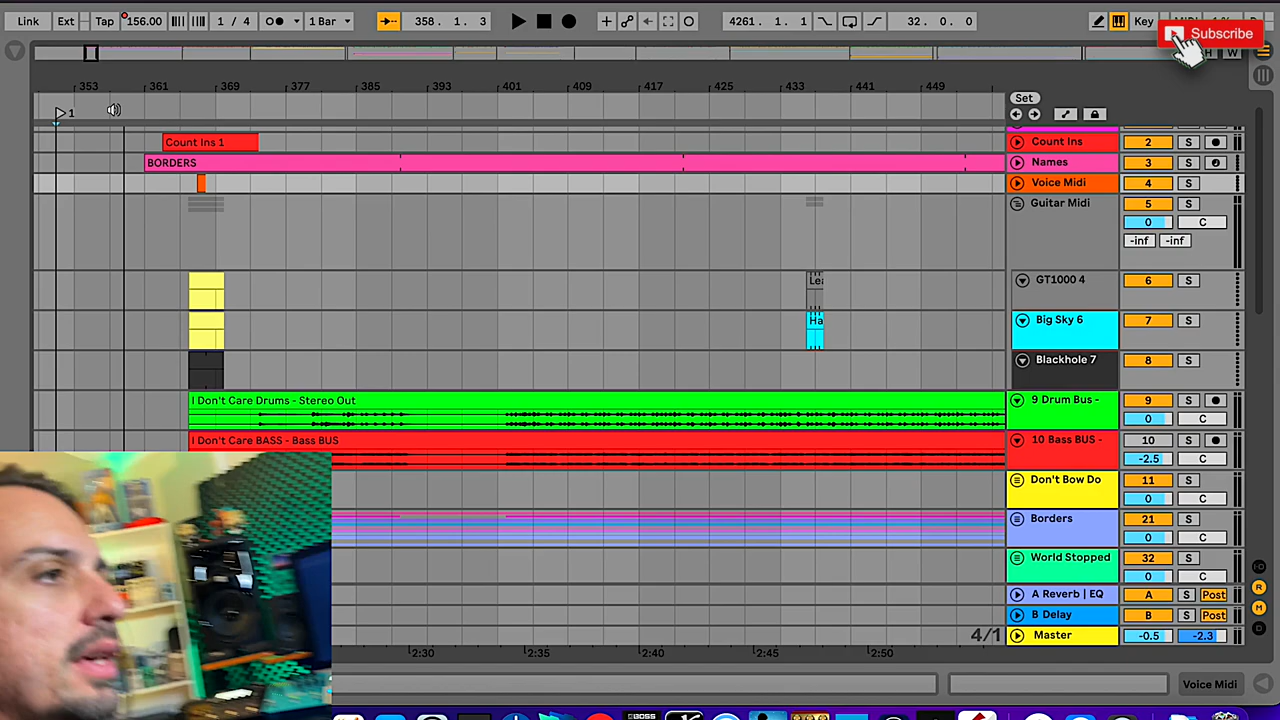 Link Ext Tap 156.00 1 / 4 1 Bar 358. 1. 3 4261. 1. 1 32. 0. 0 Key
Subscribe
H W
353 361 369 377 385 393 401 409 417 425 433 441 449
Set
1
Count Ins 1 Count Ins 2 S
BORDERS Names 3 S
Voice Midi 4 S
Guitar Midi 5 S
0 C
-inf -inf
GT1000 4 6 S
Big Sky 6 7 S
Blackhole 7 8 S
I Don't Care Drums - Stereo Out 9 Drum Bus - 9 S
0 C
I Don't Care BASS - Bass BUS 10 Bass BUS - 10 S
-2.5 C
Don't Bow Do 11 S
0 C
Borders 21 S
0 C
World Stopped 32 S
0 C
A Reverb | EQ A S Post
B Delay B S Post
4/1 Master -0.5 -2.3
2:30 2:35 2:40 2:45 2:50
Voice Midi
BOSS